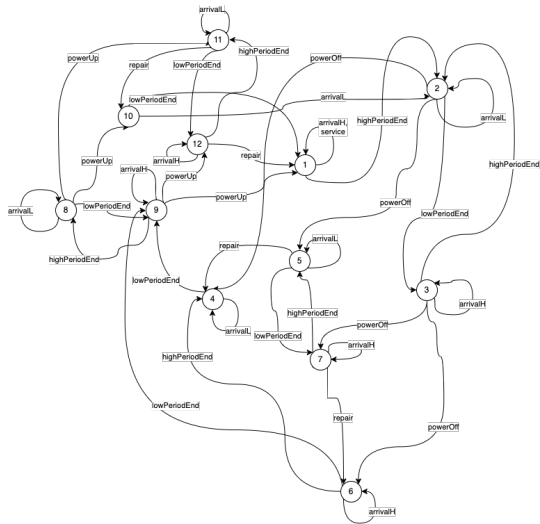 arrivalL
11
highPeriodEnd
powerUp
powerOff
repair
lowPeriodEnd
2
lowPeriodEnd
arrivalL
10
arrivalH,
service
highPeriodEnd
arrivalL
12
repair
arrivalH
1
powerUp
highPeriodEnd
arrivalH
powerUp
powerUp
8
lowPeriodEnd
9
powerOff
arrivalL
lowPeriodEnd
repair
arrivalL
highPeriodEnd
5
lowPeriodEnd
3
4
arrivalH
highPeriodEnd
powerOff
arrivalL
lowPeriodEnd
arrivalH
highPeriodEnd
7
lowPeriodEnd
repair
powerOff
6
arrivalH